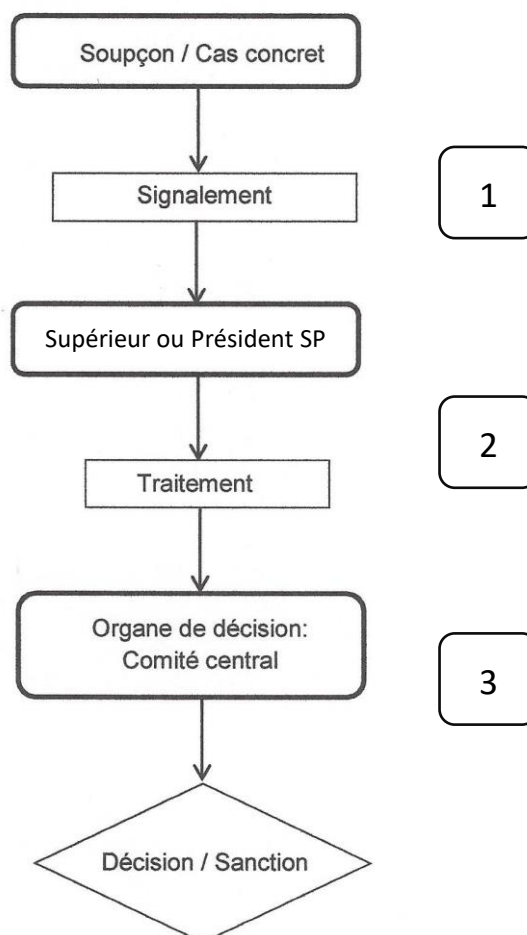 Soupçon / Cas concret
Signalement
1
Supérieur ou Président SP
2
Traitement
Organe de décision:
Comité central
3
Décision / Sanction